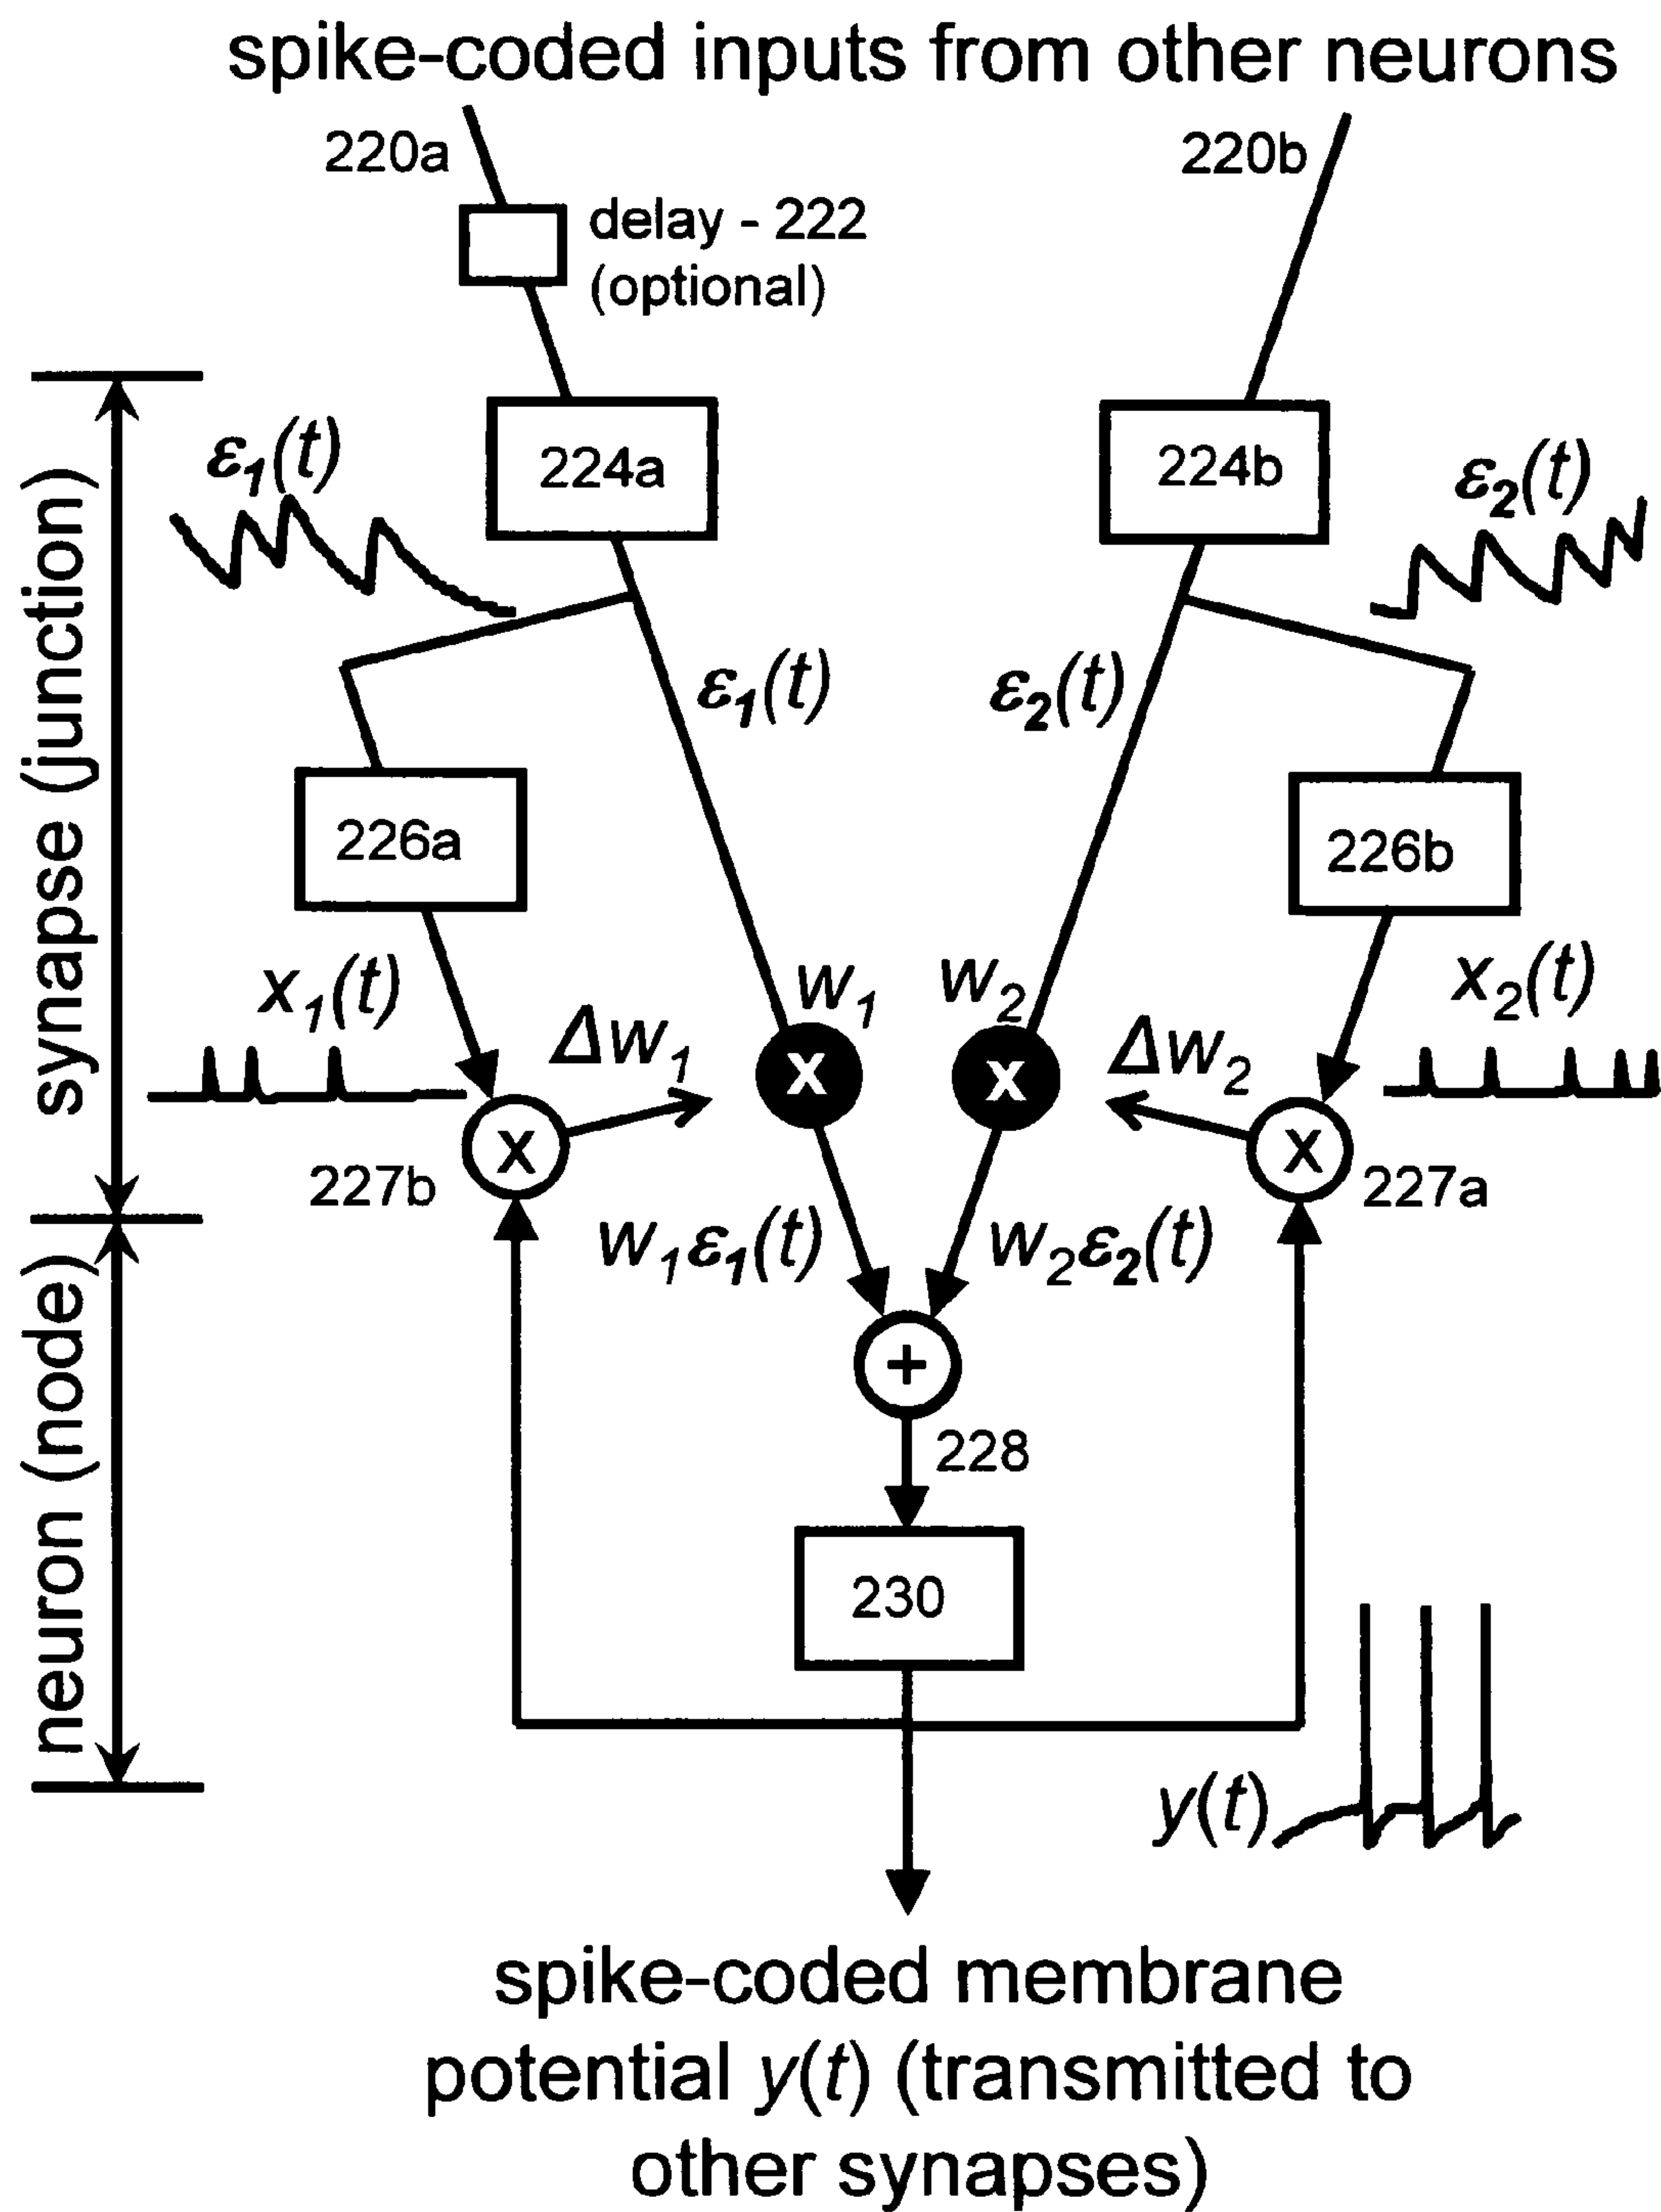 spike-coded inputs from other neurons
220a
220b
delay - 222
(optional)
224a
224b
ε1(t)
ε2(t)
synapse (junction)
ε1(t)
ε2(t)
226a
226b
x1(t)
w1
w2
x2(t)
Δw1
Δw2
x
x
x
x
227b
227a
w1ε1(t)
w2ε2(t)
+
neuron (node)
228
230
y(t)
spike-coded membrane
potential y(t) (transmitted to
other synapses)